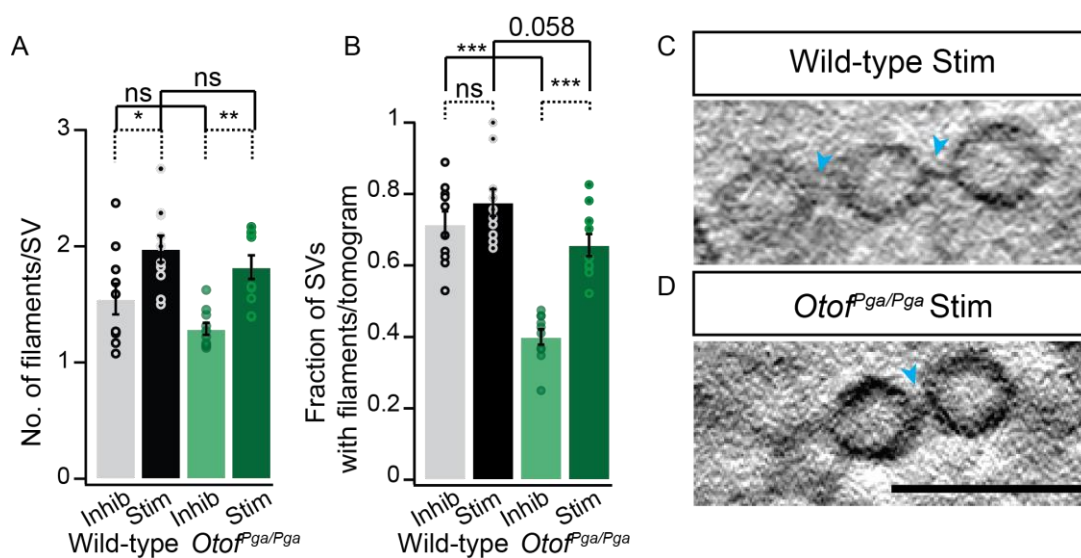 A
No. of filaments/SV
3
2
1
0
ns
ns
*
**
Inhib
Stim
Inhib
Stim
Wild-type
Otof^Pga/Pga
B
Fraction of SVs
with filaments/tomogram
1
0.8
0.6
0.4
0.2
0
0.058
***
ns
***
Inhib
Stim
Inhib
Stim
Wild-type
Otof^Pga/Pga
C
Wild-type Stim
D
Otof^Pga/Pga Stim